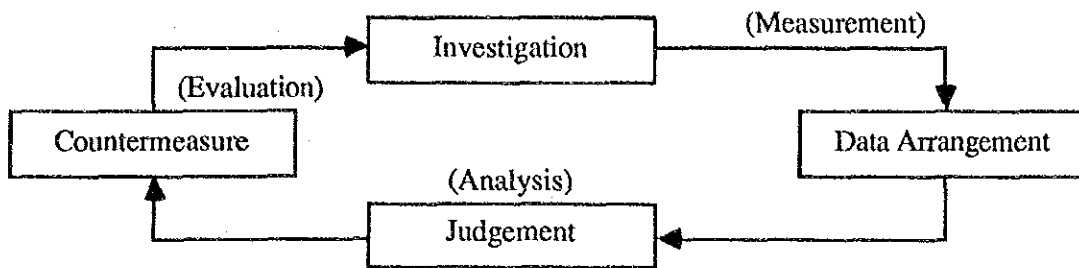 (Measurement)
Investigation
(Evaluation)
Countermeasure
Data Arrangement
(Analysis)
Judgement